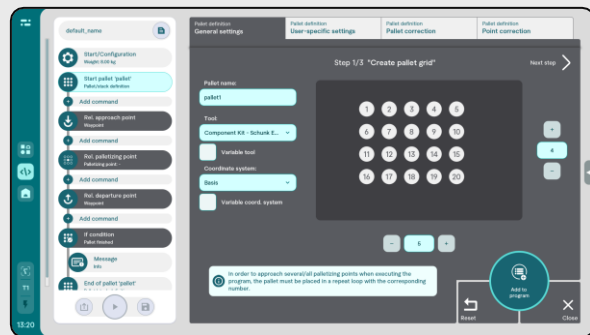 default_name
Start/Configuration
Weight: 0.00 kg
Start pallet 'pallet'
Pallet/stack definition
Add command
Rel. approach point
Waypoint
Add command
Rel. palletizing point
Palletizing point -
Add command
Rel. departure point
Waypoint
Add command
If condition
Pallet finished
Message
Info
End of pallet 'pallet'
T1
13:20
Pallet definition
General settings
Pallet definition
User-specific settings
Pallet definition
Pallet correction
Pallet definition
Point correction
Step 1/3 "Create pallet grid"
Next step
Pallet name:
pallet1
Tool:
Component Kit - Schunk E...
Variable tool
Coordinate system:
Basis
Variable coord. system
1 2 3 4 5
6 7 8 9 10
11 12 13 14 15
16 17 18 19 20
+
4
-
- 5 +
In order to approach several/all palletizing points when executing the
program, the pallet must be placed in a repeat loop with the corresponding
number.
Reset
Add to
program
Close